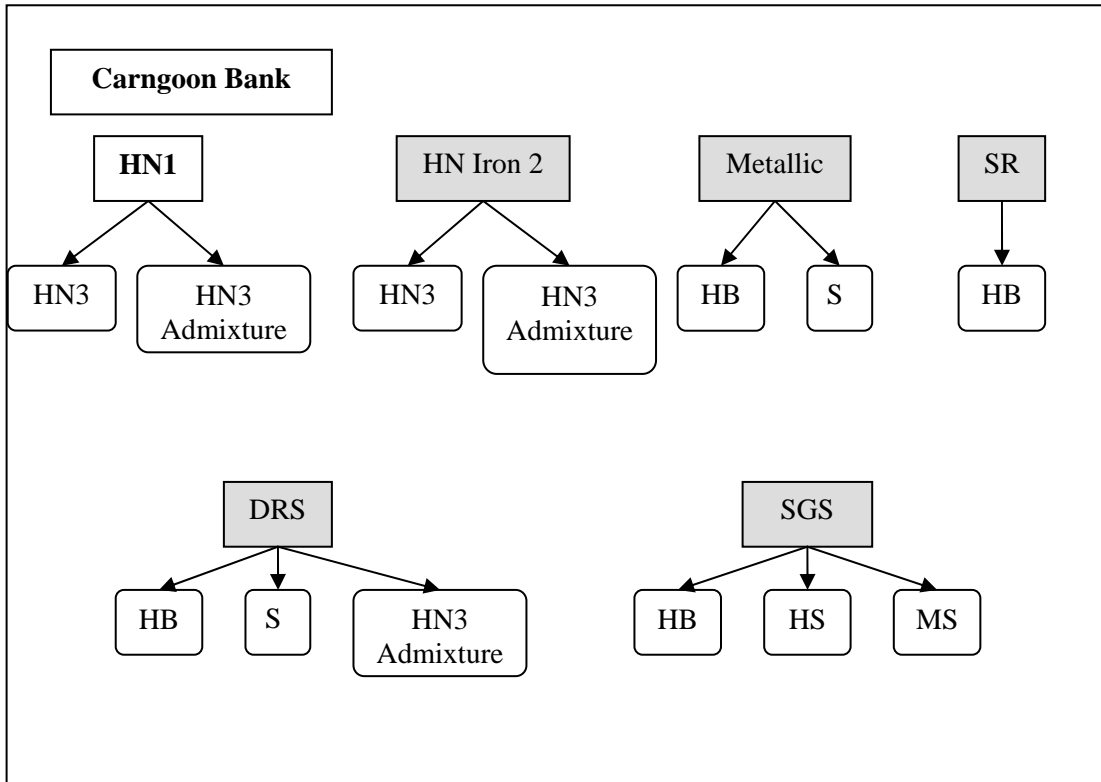 Carngoon Bank
HN1
HN Iron 2
Metallic
SR
HN3
HN3
Admixture
HN3
HN3
Admixture
HB
S
HB
DRS
SGS
HB
S
HN3
Admixture
HB
HS
MS